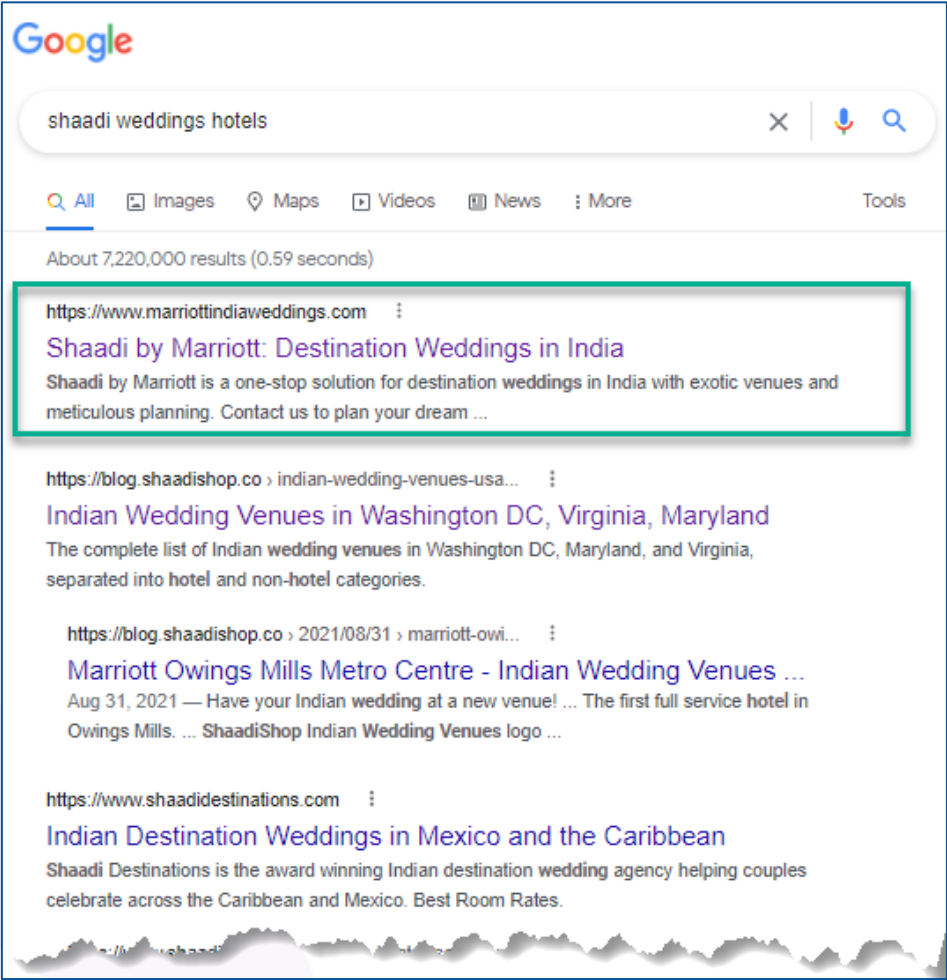 Google
shaadi weddings hotels
All Images Maps Videos News More Tools
About 7,220,000 results (0.59 seconds)
https://www.marriottindiaweddings.com
Shaadi by Marriott: Destination Weddings in India
Shaadi by Marriott is a one-stop solution for destination weddings in India with exotic venues and
meticulous planning. Contact us to plan your dream ...
https://blog.shaadishop.co › indian-wedding-venues-usa...
Indian Wedding Venues in Washington DC, Virginia, Maryland
The complete list of Indian wedding venues in Washington DC, Maryland, and Virginia,
separated into hotel and non-hotel categories.
https://blog.shaadishop.co › 2021/08/31 › marriott-owi...
Marriott Owings Mills Metro Centre - Indian Wedding Venues ...
Aug 31, 2021 — Have your Indian wedding at a new venue! ... The first full service hotel in
Owings Mills. ... ShaadiShop Indian Wedding Venues logo ...
https://www.shaadidestinations.com
Indian Destination Weddings in Mexico and the Caribbean
Shaadi Destinations is the award winning Indian destination wedding agency helping couples
celebrate across the Caribbean and Mexico. Best Room Rates.